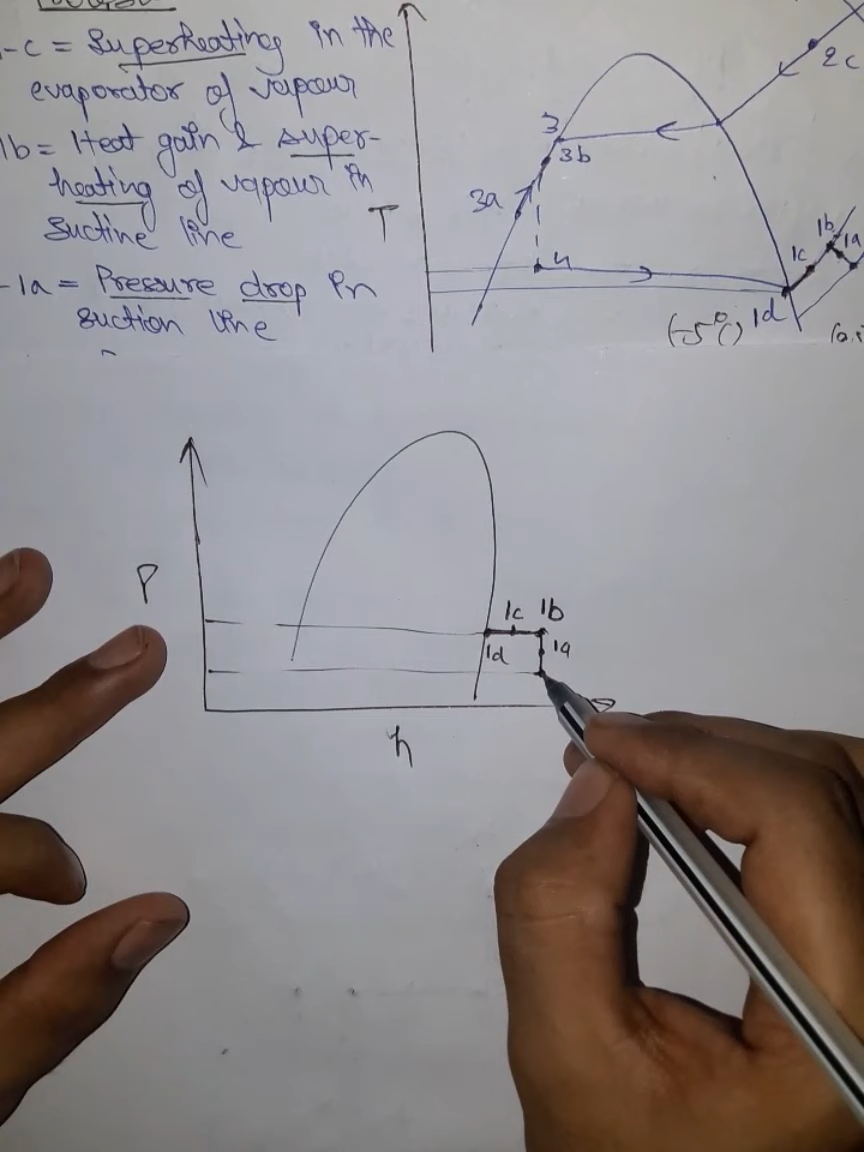 -c = Superheating in the
evaporator of vapour
1b = Heat gain & super-
heating of vapour in
suctine line
-1a = Pressure drop in
suction line
T
3
3b
3a
4
2c
1b
1a
1c
1d
(-5°C)
P
1c 1b
1d
1a
h